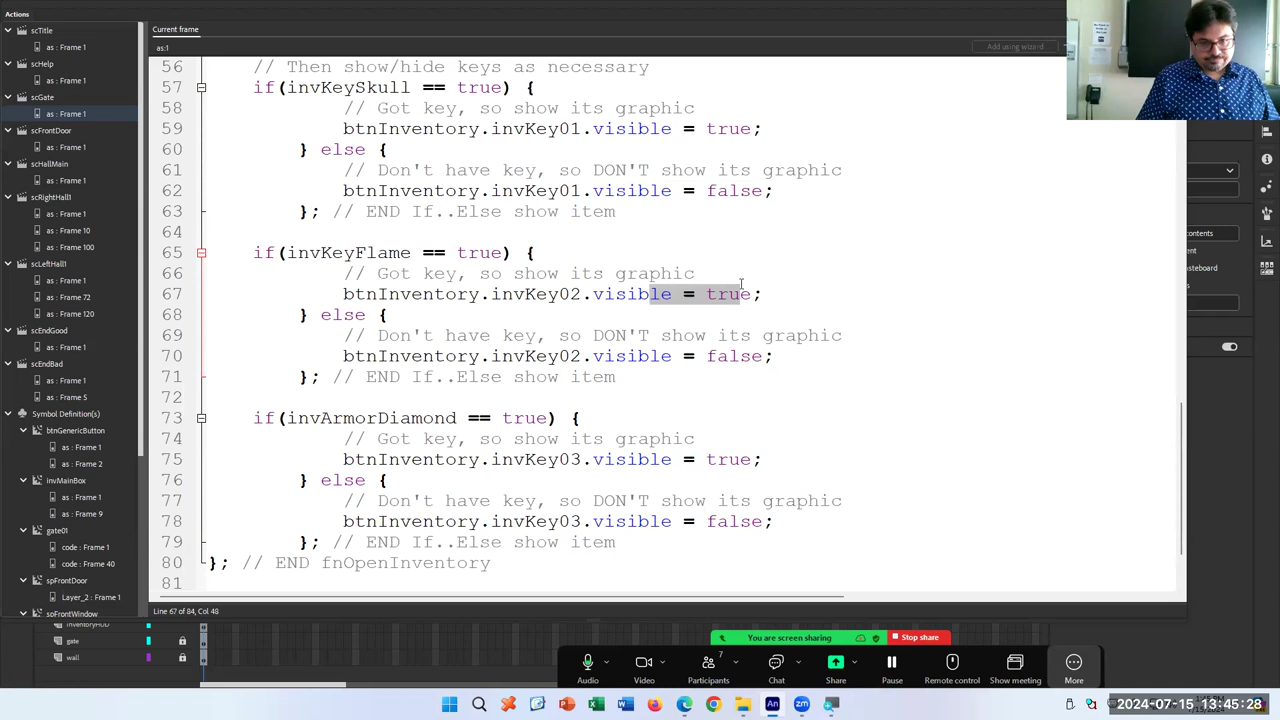 Actions
scTitle
as : Frame 1
scHelp
as : Frame 1
scGate
as : Frame 1
scFrontDoor
as : Frame 1
scHallMain
as : Frame 1
scRightHall1
as : Frame 1
as : Frame 10
as : Frame 100
scLeftHall1
as : Frame 1
as : Frame 72
as : Frame 120
scEndGood
as : Frame 1
scEndBad
as : Frame 1
as : Frame 5
Symbol Definition(s)
btnGenericButton
as : Frame 1
as : Frame 2
invMainBox
as : Frame 1
as : Frame 9
gate01
code : Frame 1
code : Frame 40
spFrontDoor
Layer_2 : Frame 1
spFrontWindow
Current frame
as:1
Add using wizard
56 // Then show/hide keys as necessary
57 if(invKeySkull == true) {
58 // Got key, so show its graphic
59 btnInventory.invKey01.visible = true;
60 } else {
61 // Don't have key, so DON'T show its graphic
62 btnInventory.invKey01.visible = false;
63 }; // END If..Else show item
64
65 if(invKeyFlame == true) {
66 // Got key, so show its graphic
67 btnInventory.invKey02.visible = true;
68 } else {
69 // Don't have key, so DON'T show its graphic
70 btnInventory.invKey02.visible = false;
71 }; // END If..Else show item
72
73 if(invArmorDiamond == true) {
74 // Got key, so show its graphic
75 btnInventory.invKey03.visible = true;
76 } else {
77 // Don't have key, so DON'T show its graphic
78 btnInventory.invKey03.visible = false;
79 }; // END If..Else show item
80 }; // END fnOpenInventory
81
Line 67 of 84, Col 48
inventoryHUD
gate
wall
You are screen sharing
Stop share
7
Audio
Video
Participants
Chat
Share
Pause
Remote control
Show meeting
More
2024-07-15, 13:45:28